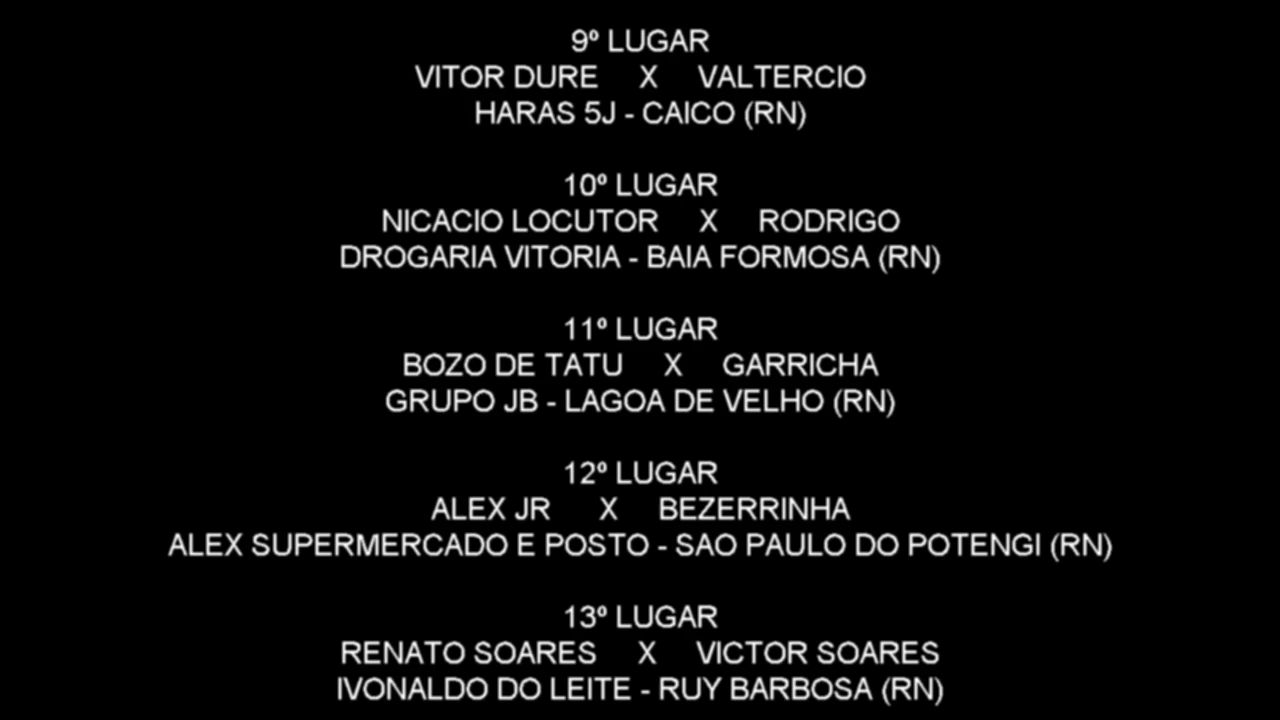 9º LUGAR
VITOR DURE X VALTERCIO
HARAS 5J - CAICO (RN)
10º LUGAR
NICACIO LOCUTOR X RODRIGO
DROGARIA VITORIA - BAIA FORMOSA (RN)
11º LUGAR
BOZO DE TATU X GARRICHA
GRUPO JB - LAGOA DE VELHO (RN)
12º LUGAR
ALEX JR X BEZERRINHA
ALEX SUPERMERCADO E POSTO - SAO PAULO DO POTENGI (RN)
13º LUGAR
RENATO SOARES X VICTOR SOARES
IVONALDO DO LEITE - RUY BARBOSA (RN)